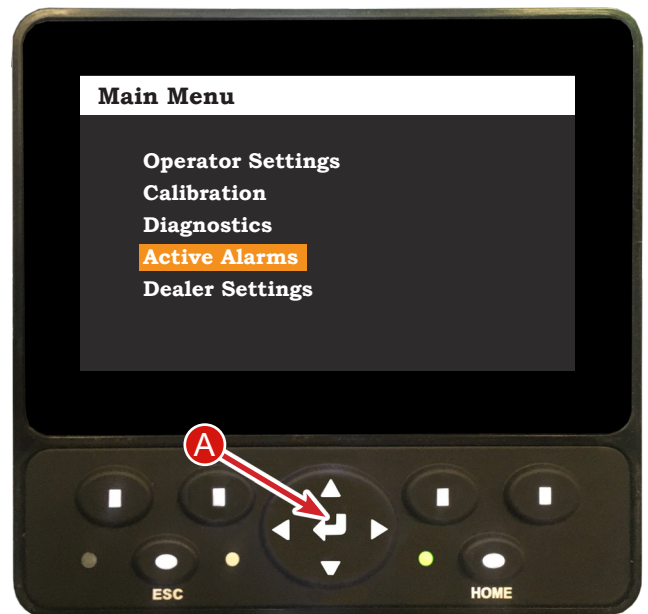 Main Menu
Operator Settings
Calibration
Diagnostics
Active Alarms
Dealer Settings
A
ESC
HOME